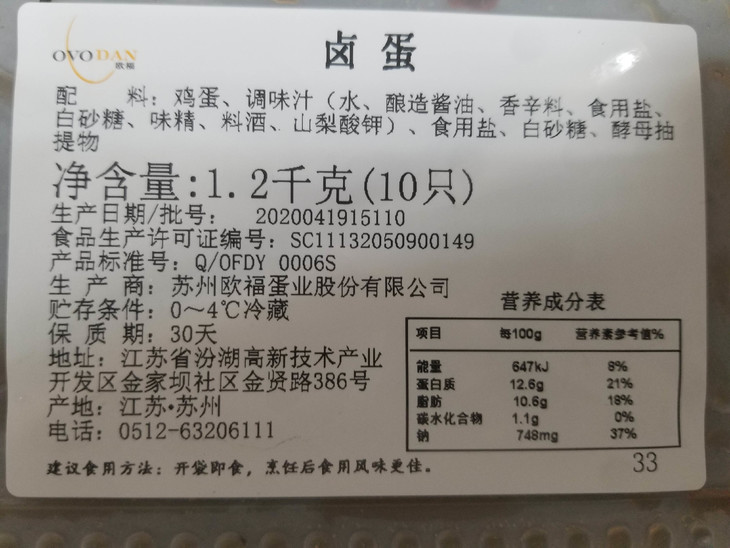 OVODAN
欧福
卤蛋
配 料：鸡蛋、调味汁（水、酿造酱油、香辛料、食用盐、
白砂糖、味精、料酒、山梨酸钾）、食用盐、白砂糖、酵母抽
提物
净含量:1.2千克(10只)
生产日期/批号： 2020041915110
食品生产许可证编号：SC11132050900149
产品标准号：Q/OFDY 0006S
生 产 商：苏州欧福蛋业股份有限公司
贮存条件：0～4℃冷藏
保 质 期：30天
地址：江苏省汾湖高新技术产业
开发区金家坝社区金贤路386号
产地：江苏·苏州
电话：0512-63206111
营养成分表
项目 每100g 营养素参考值%
能量 647kJ 8%
蛋白质 12.6g 21%
脂肪 10.6g 18%
碳水化合物 1.1g 0%
钠 748mg 37%
建议食用方法：开袋即食，烹饪后食用风味更佳。
33